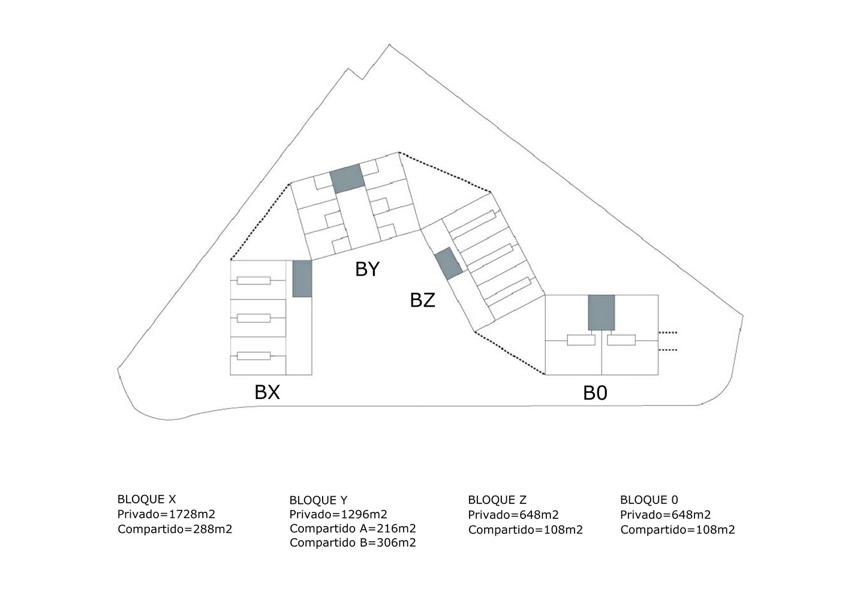 BY
BZ
BX
B0
BLOQUE X
Privado=1728m2
Compartido=288m2
BLOQUE Y
Privado=1296m2
Compartido A=216m2
Compartido B=306m2
BLOQUE Z
Privado=648m2
Compartido=108m2
BLOQUE 0
Privado=648m2
Compartido=108m2